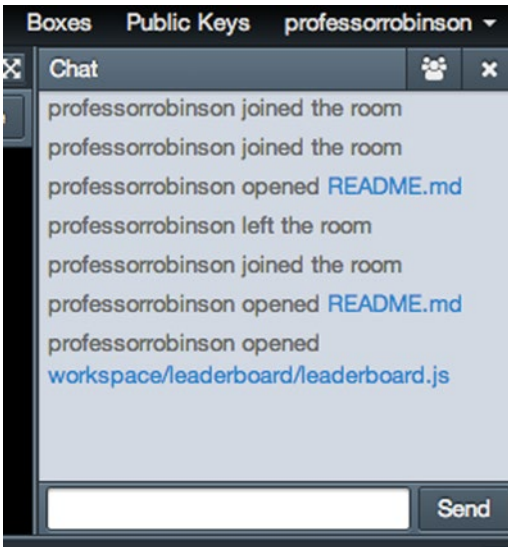 Boxes Public Keys professorrobinson
Chat
professorrobinson joined the room
professorrobinson joined the room
professorrobinson opened README.md
professorrobinson left the room
professorrobinson joined the room
professorrobinson opened README.md
professorrobinson opened
workspace/leaderboard/leaderboard.js
Send